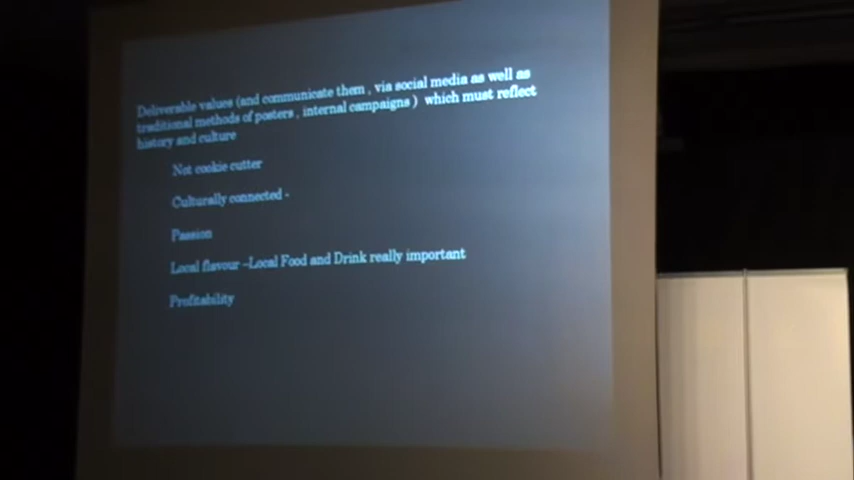 Deliverable values (and communicate them , via social media as well as
traditional methods of posters , internal campaigns ) which must reflect
history and culture
Not cookie cutter
Culturally connected -
Passion
Local flavour –Local Food and Drink really important
Profitability